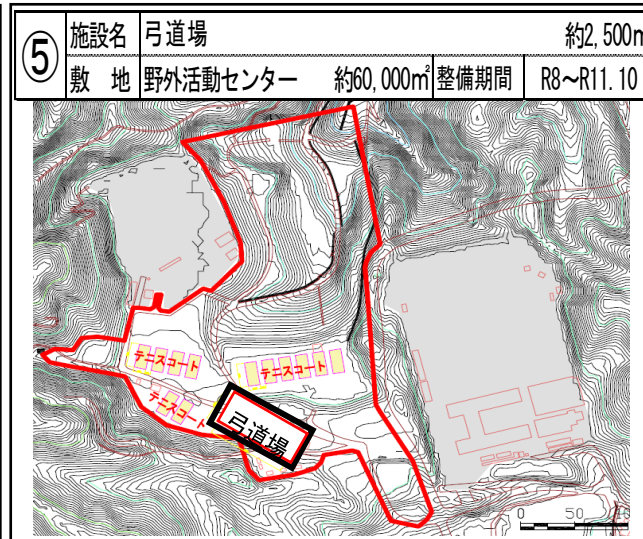 ⑤
施設名 弓道場 約2,500m
敷 地 野外活動センター 約60,000㎡ 整備期間 R8～R11.10
テニスコート
テニスコート
テニスコート
弓道場
0 50